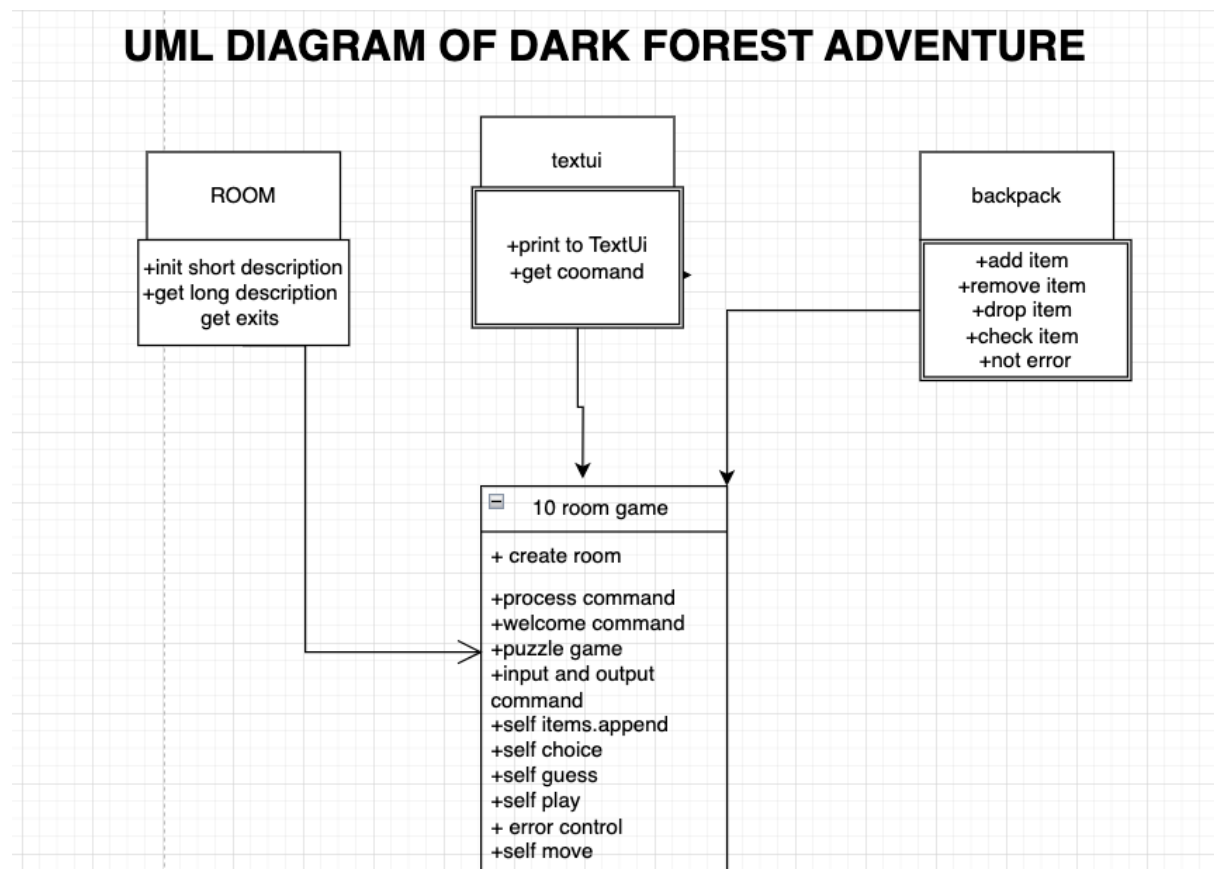 UML DIAGRAM OF DARK FOREST ADVENTURE
ROOM
+init short description
+get long description
get exits
textui
+print to TextUi
+get coomand
backpack
+add item
+remove item
+drop item
+check item
+not error
10 room game
+ create room
+process command
+welcome command
+puzzle game
+input and output
command
+self items.append
+self choice
+self guess
+self play
+ error control
+self move